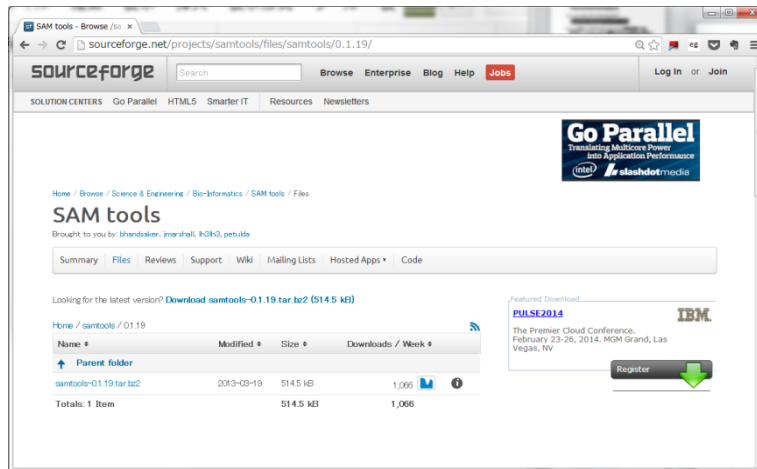 SAM tools - Browse /so
sourceforge.net/projects/samtools/files/samtools/0.1.19/
sourceforge
Search
Browse Enterprise Blog Help Jobs
Log In or Join
SOLUTION CENTERS Go Parallel HTML5 Smarter IT Resources Newsletters
Go Parallel
Translating Multicore Power
into Application Performance
intel slashdotmedia
Home / Browse / Science & Engineering / Bio-Informatics / SAM tools / Files
SAM tools
Brought to you by: bhandsaker, jmarshall, lh3lh3, petulda
Summary Files Reviews Support Wiki Mailing Lists Hosted Apps Code
Looking for the latest version? Download samtools-0.1.19.tar.bz2 (514.5 kB)
Home / samtools / 0.1.19
Name Modified Size Downloads / Week
Parent folder
samtools-0.1.19.tar.bz2 2013-03-19 514.5 kB 1,066
Totals: 1 Item 514.5 kB 1,066
Featured Download
PULSE2014
IBM.
The Premier Cloud Conference.
February 23-26, 2014. MGM Grand, Las
Vegas, NV
Register